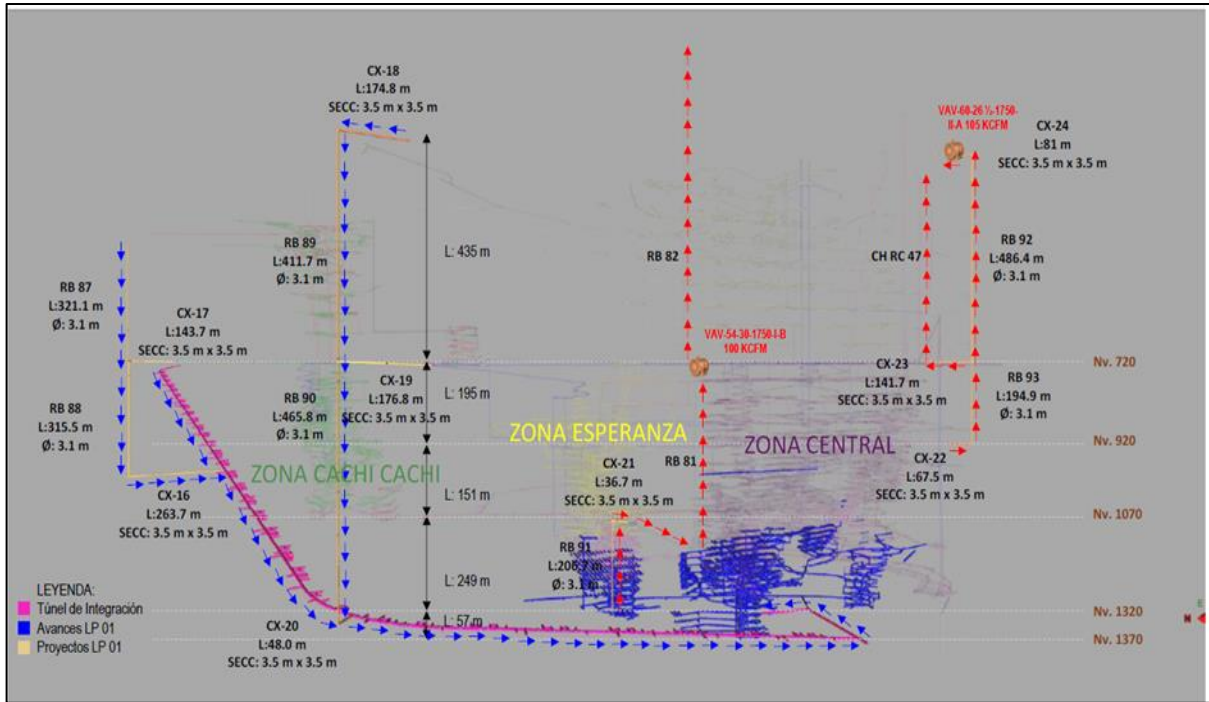 CX-18
L:174.8 m
SECC: 3.5 m x 3.5 m
VAV-60-26 ½-1750-
II-A 105 KCFM
CX-24
L:81 m
SECC: 3.5 m x 3.5 m
RB 87
L:321.1 m
Ø: 3.1 m
RB 89
L:411.7 m
Ø: 3.1 m
L: 435 m
RB 82
CH RC 47
RB 92
L:486.4 m
Ø: 3.1 m
CX-17
L:143.7 m
SECC: 3.5 m x 3.5 m
VAV-54-30-1750-I-B
100 KCFM
Nv. 720
RB 88
L:315.5 m
Ø: 3.1 m
RB 90
L:465.8 m
Ø: 3.1 m
CX-19
L:176.8 m
SECC: 3.5 m x 3.5 m
L: 195 m
CX-23
L:141.7 m
SECC: 3.5 m x 3.5 m
RB 93
L:194.9 m
Ø: 3.1 m
ZONA ESPERANZA
ZONA CENTRAL
Nv. 920
ZONA CACHI CACHI
CX-16
L:263.7 m
SECC: 3.5 m x 3.5 m
L: 151 m
CX-21
L:36.7 m
SECC: 3.5 m x 3.5 m
RB 81
CX-22
L:67.5 m
SECC: 3.5 m x 3.5 m
Nv. 1070
RB 91
L:206.7 m
Ø: 3.1 m
L: 249 m
LEYENDA:
Túnel de Integración
Avances LP 01
Proyectos LP 01
CX-20
L:48.0 m
SECC: 3.5 m x 3.5 m
L: 57 m
Nv. 1320
Nv. 1370
E
N